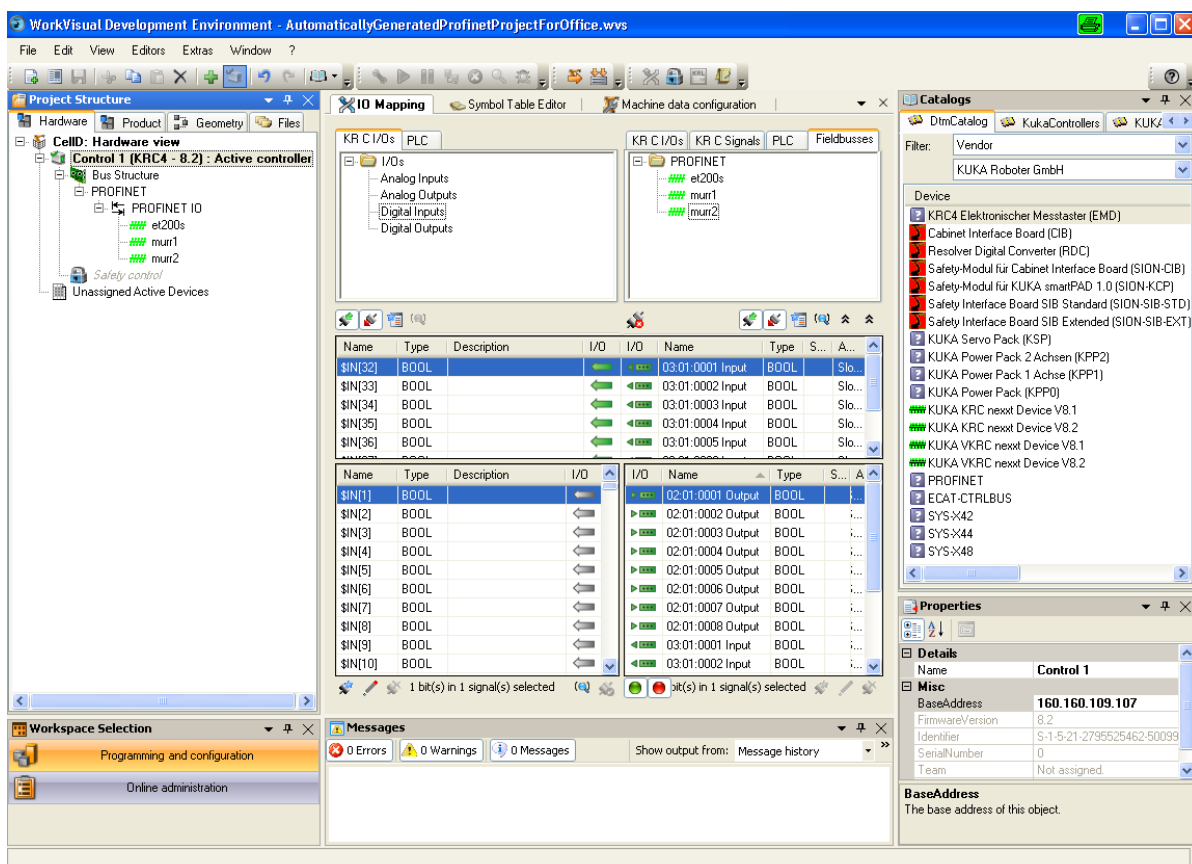 WorkVisual Development Environment - AutomaticallyGeneratedProfinetProjectForOffice.wvs
File Edit View Editors Extras Window ?
Project Structure
Hardware Product Geometry Files
CellID: Hardware view
Control 1 (KRC4 - 8.2) : Active controller
Bus Structure
PROFINET
PROFINET IO
et200s
murr1
murr2
Safety control
Unassigned Active Devices
IO Mapping Symbol Table Editor Machine data configuration
KR C I/Os PLC
I/Os
Analog Inputs
Analog Outputs
Digital Inputs
Digital Outputs
KR C I/Os KR C Signals PLC Fieldbusses
PROFINET
et200s
murr1
murr2
Name Type Description I/O I/O Name Type S... A...
$IN[32] BOOL 03:01:0001 Input BOOL Slo...
$IN[33] BOOL 03:01:0002 Input BOOL Slo...
$IN[34] BOOL 03:01:0003 Input BOOL Slo...
$IN[35] BOOL 03:01:0004 Input BOOL Slo...
$IN[36] BOOL 03:01:0005 Input BOOL Slo...
Name Type Description I/O I/O Name Type S... A
$IN[1] BOOL 02:01:0001 Output BOOL
$IN[2] BOOL 02:01:0002 Output BOOL
$IN[3] BOOL 02:01:0003 Output BOOL
$IN[4] BOOL 02:01:0004 Output BOOL
$IN[5] BOOL 02:01:0005 Output BOOL
$IN[6] BOOL 02:01:0006 Output BOOL
$IN[7] BOOL 02:01:0007 Output BOOL
$IN[8] BOOL 02:01:0008 Output BOOL
$IN[9] BOOL 03:01:0001 Input BOOL
$IN[10] BOOL 03:01:0002 Input BOOL
1 bit(s) in 1 signal(s) selected bit(s) in 1 signal(s) selected
Catalogs
DtmCatalog KukaControllers KUKA
Filter: Vendor
KUKA Roboter GmbH
Device
KRC4 Elektronischer Messtaster (EMD)
Cabinet Interface Board (CIB)
Resolver Digital Converter (RDC)
Safety-Modul für Cabinet Interface Board (SION-CIB)
Safety-Modul für KUKA smartPAD 1.0 (SION-KCP)
Safety Interface Board SIB Standard (SION-SIB-STD)
Safety Interface Board SIB Extended (SION-SIB-EXT)
KUKA Servo Pack (KSP)
KUKA Power Pack 2 Achsen (KPP2)
KUKA Power Pack 1 Achse (KPP1)
KUKA Power Pack (KPP0)
KUKA KRC nexxt Device V8.1
KUKA KRC nexxt Device V8.2
KUKA VKRC nexxt Device V8.1
KUKA VKRC nexxt Device V8.2
PROFINET
ECAT-CTRLBUS
SYS-X42
SYS-X44
SYS-X48
Properties
Details
Name Control 1
Misc
BaseAddress 160.160.109.107
FirmwareVersion 8.2
Identifier S-1-5-21-2795525462-50099
SerialNumber 0
Team Not assigned.
BaseAddress
The base address of this object.
Workspace Selection
Programming and configuration
Online administration
Messages
0 Errors 0 Warnings 0 Messages Show output from: Message history